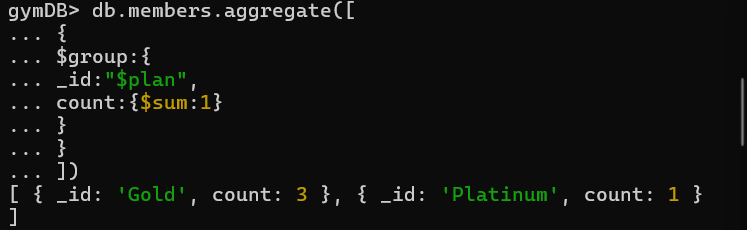 gymDB> db.members.aggregate([
... {
... $group:{
... _id:"$plan",
... count:{$sum:1}
... }
... }
... ])
[ { _id: 'Gold', count: 3 }, { _id: 'Platinum', count: 1 }
]